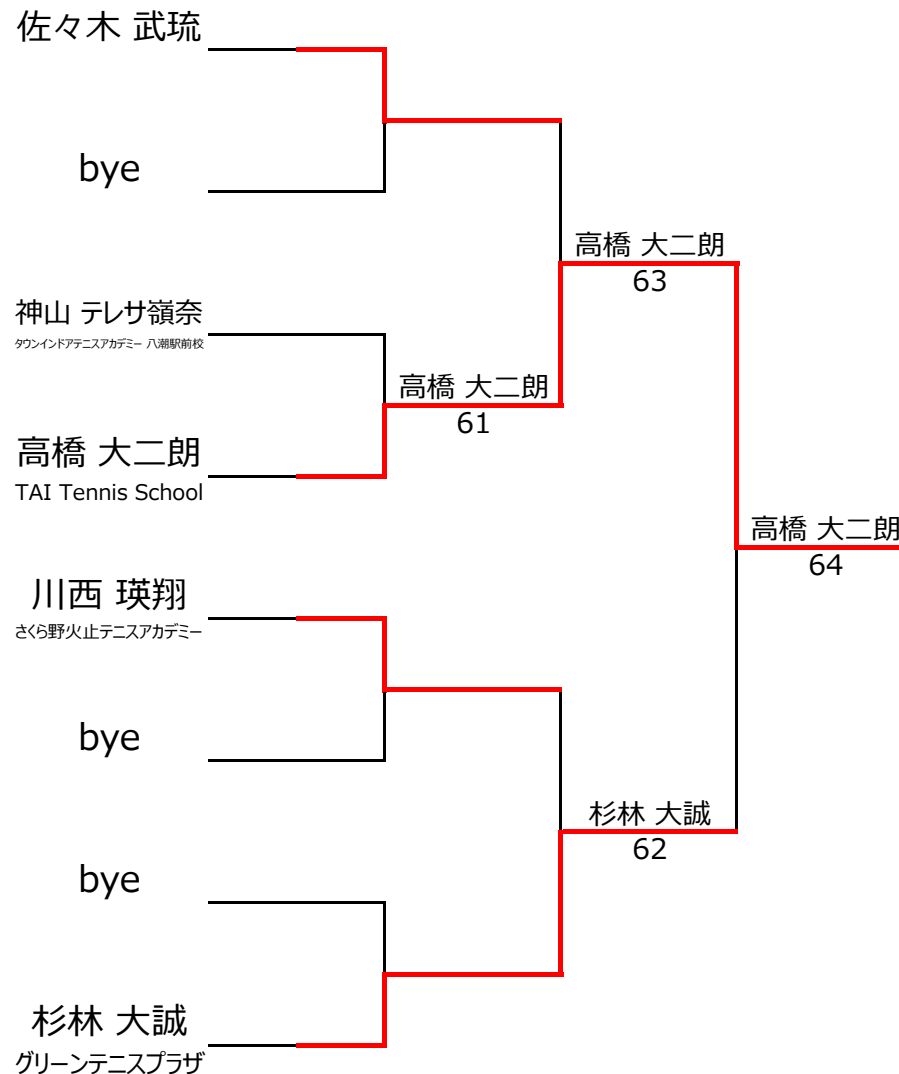 佐々木 武琉
bye
高橋 大二朗
63
神山 テレサ嶺奈
タウンインドアテニスアカデミー 八潮駅前校
高橋 大二朗
61
高橋 大二朗
TAI Tennis School
高橋 大二朗
64
川西 瑛翔
さくら野火止テニスアカデミー
bye
杉林 大誠
62
bye
杉林 大誠
グリーンテニスプラザ